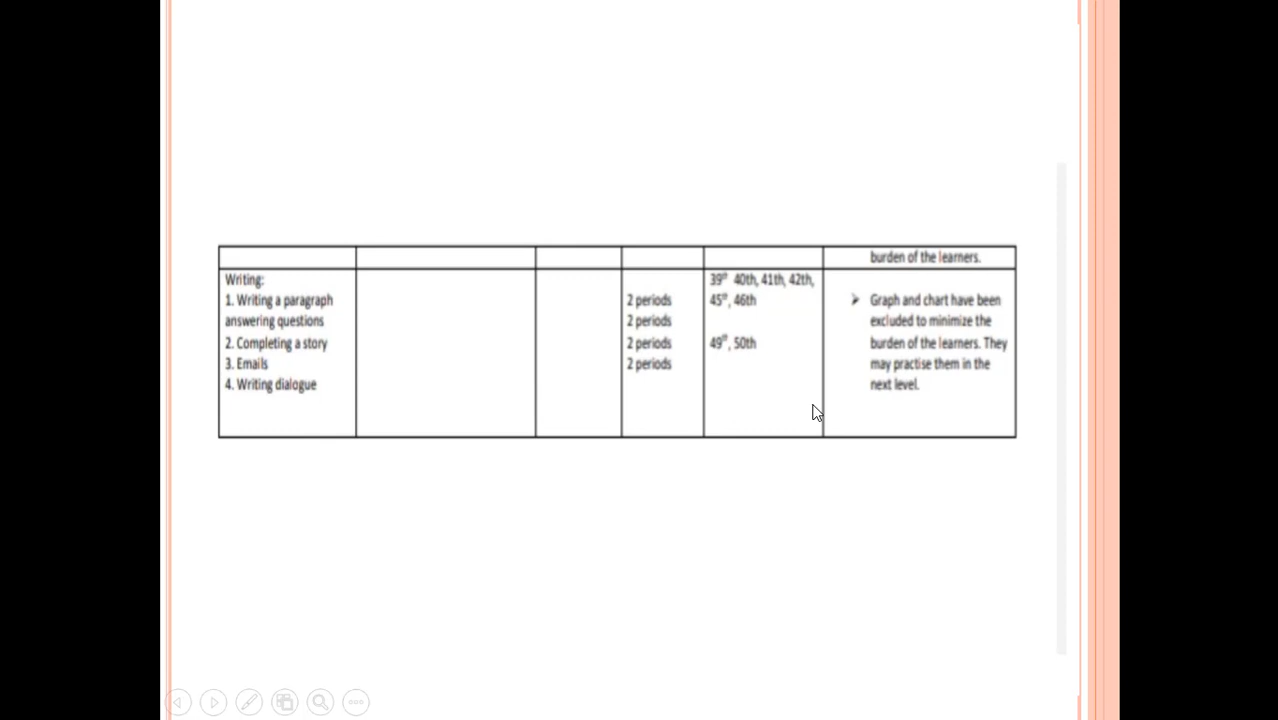 burden of the learners.
Writing:
1. Writing a paragraph
answering questions
2. Completing a story
3. Emails
4. Writing dialogue
2 periods
2 periods
2 periods
2 periods
39th 40th, 41th, 42th,
45th, 46th
49th, 50th
➢ Graph and chart have been
excluded to minimize the
burden of the learners. They
may practise them in the
next level.